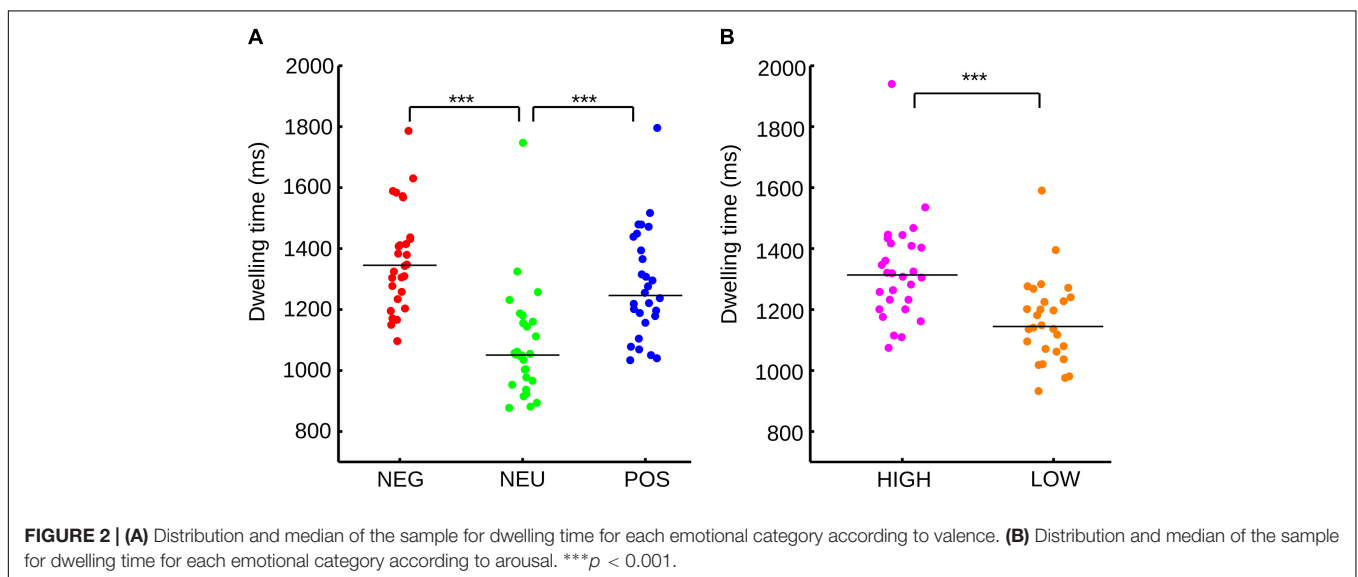 A
B
2000
1800
1600
1400
1200
1000
800
Dwelling time (ms)
***
***
NEG
NEU
POS
2000
1800
1600
1400
1200
1000
800
Dwelling time (ms)
***
HIGH
LOW
FIGURE 2 | (A) Distribution and median of the sample for dwelling time for each emotional category according to valence. (B) Distribution and median of the sample
for dwelling time for each emotional category according to arousal. ***p < 0.001.